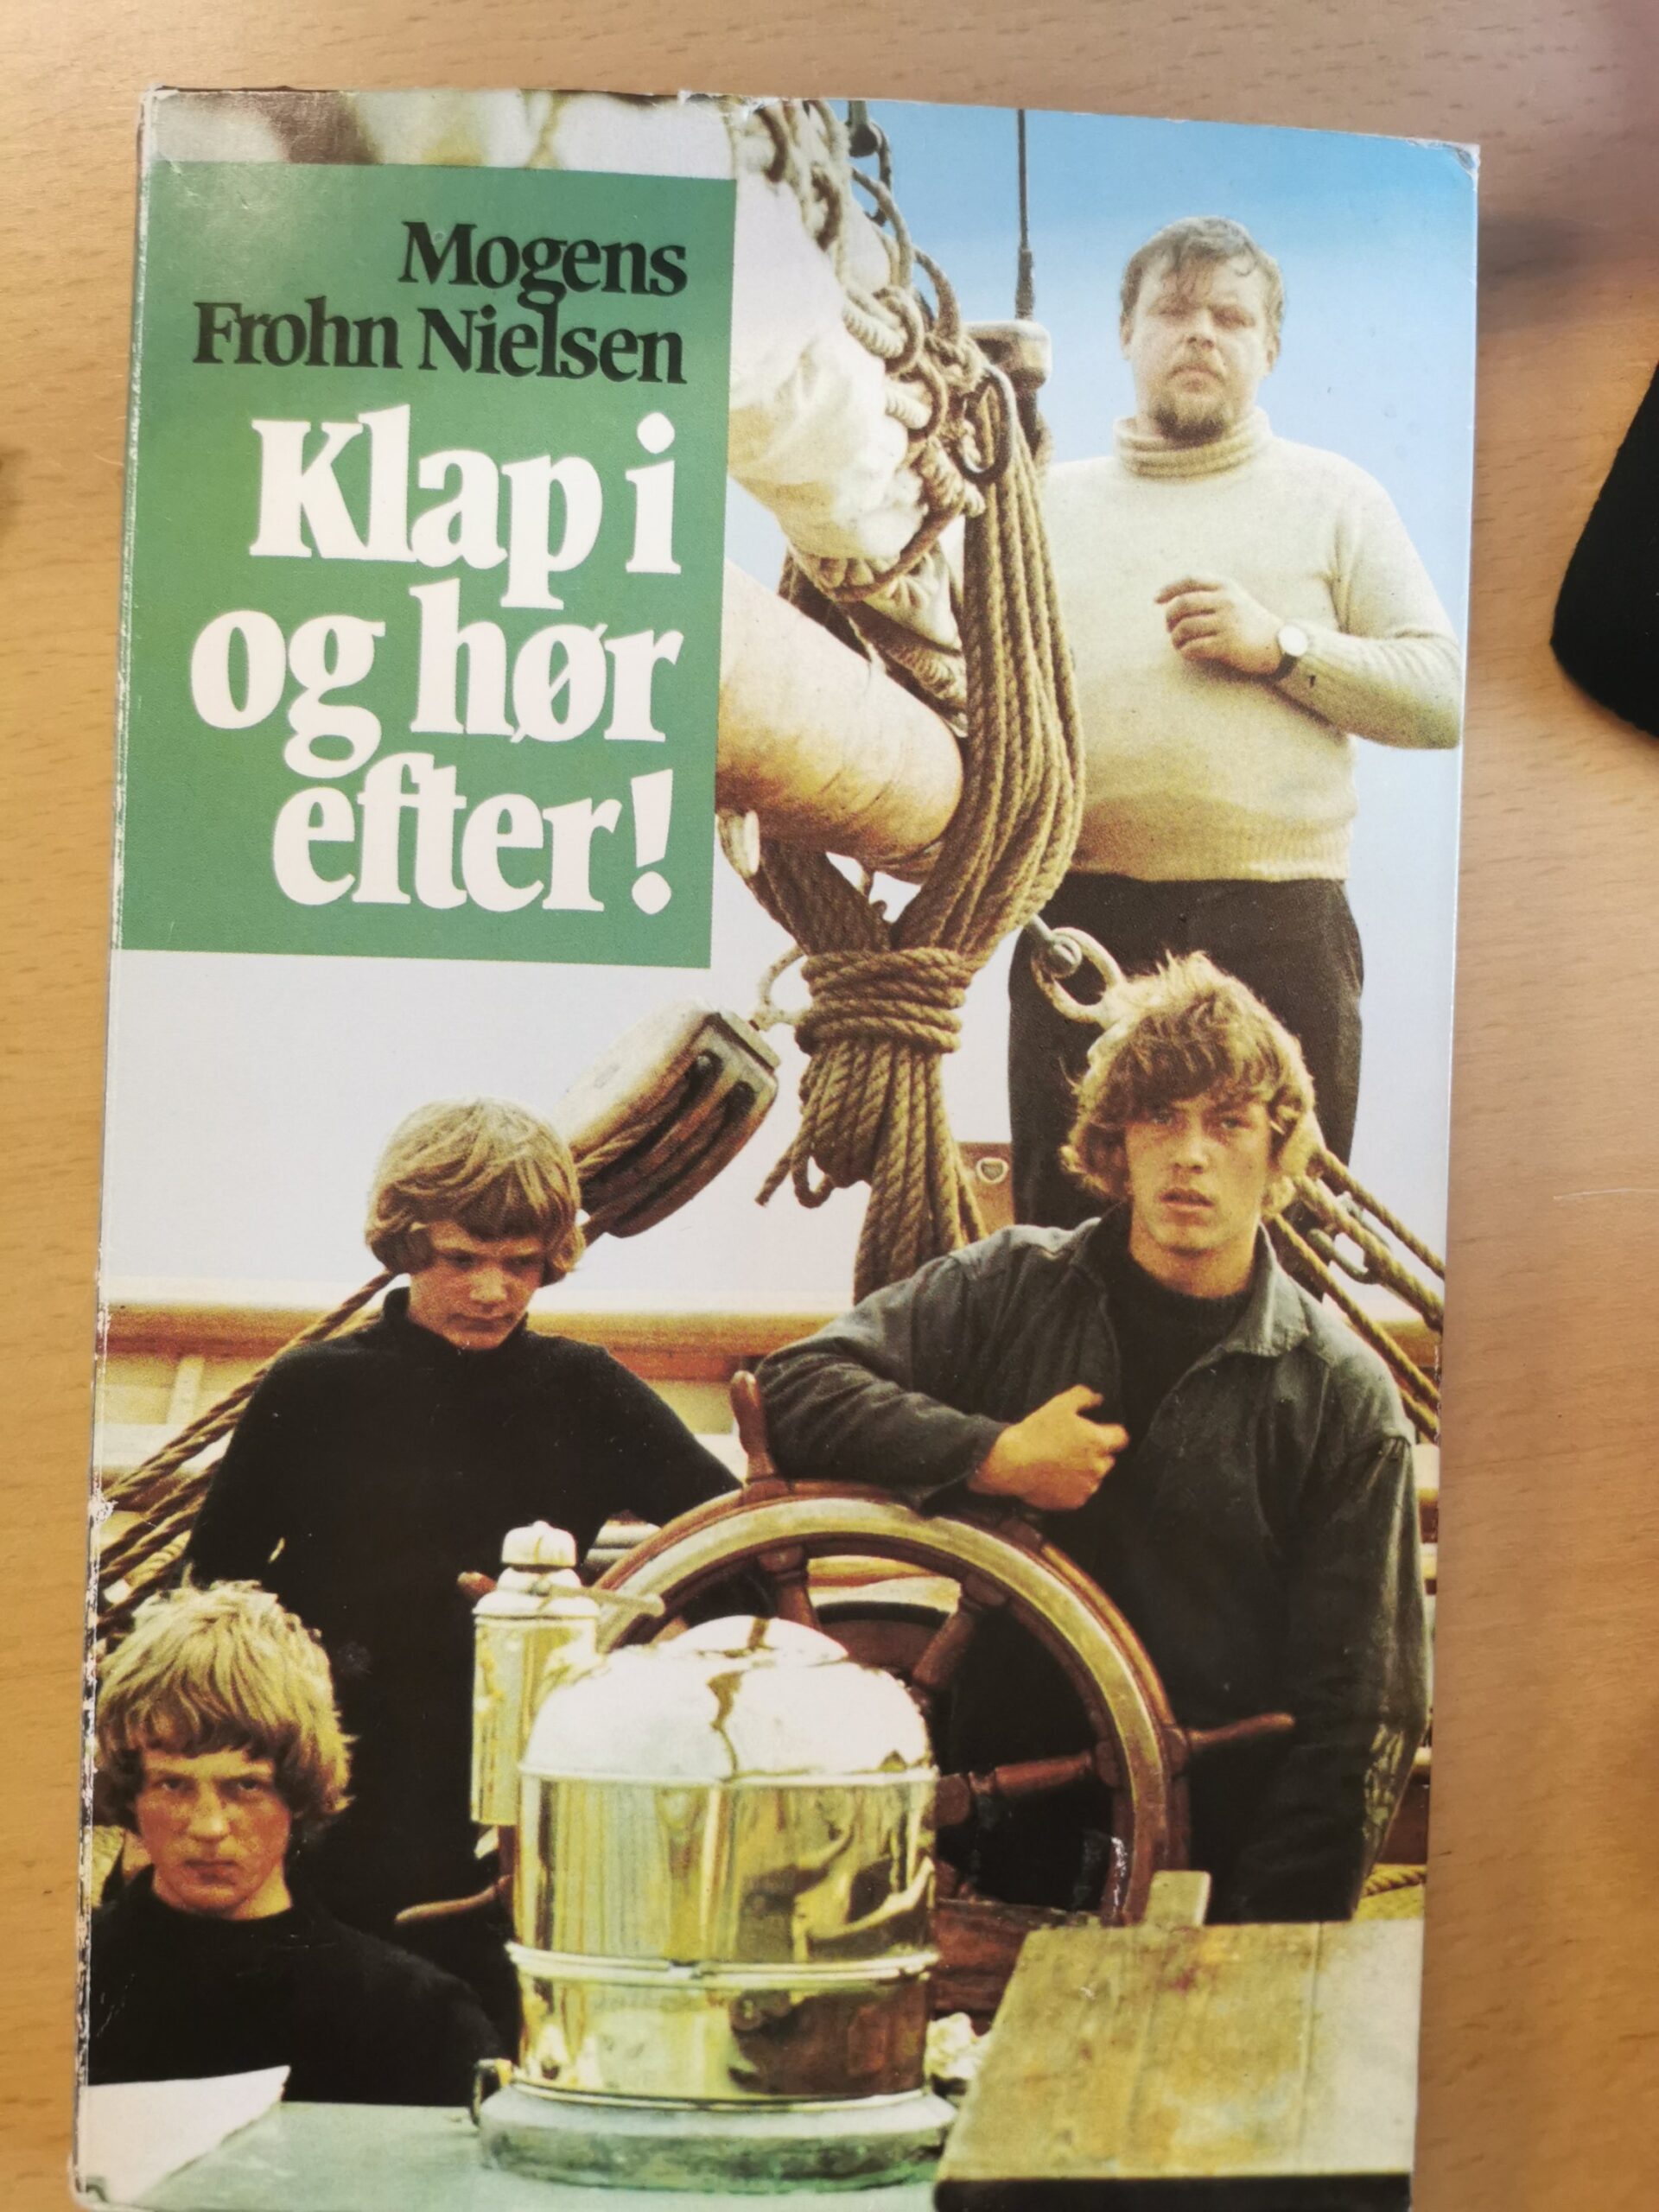 Mogens
Frohn Nielsen
Klap i
og hør
efter!